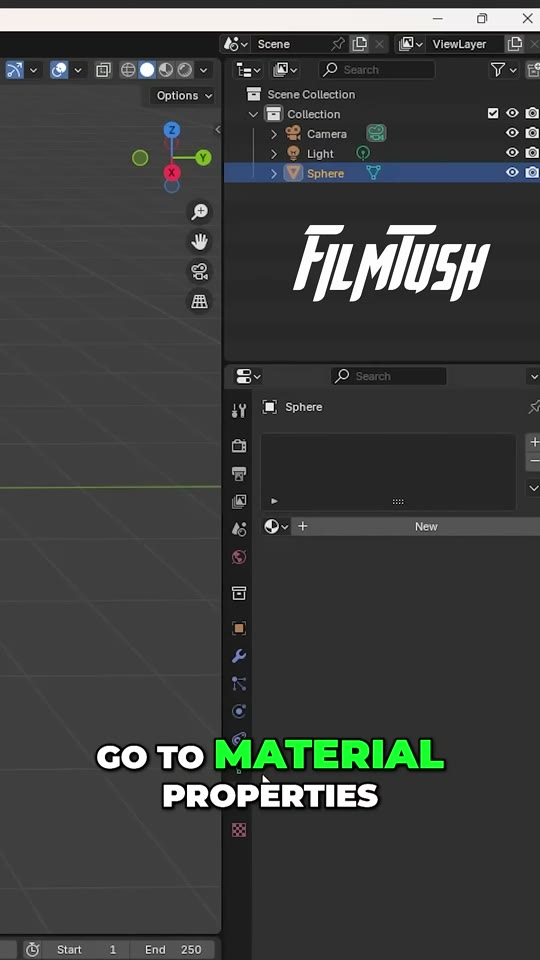 Scene
ViewLayer
Search
Options
Scene Collection
Collection
Z
Camera
Y
Light
X
Sphere
FILMTUSH
Search
Sphere
New
GO TO MATERIAL
PROPERTIES
Start 1 End 250